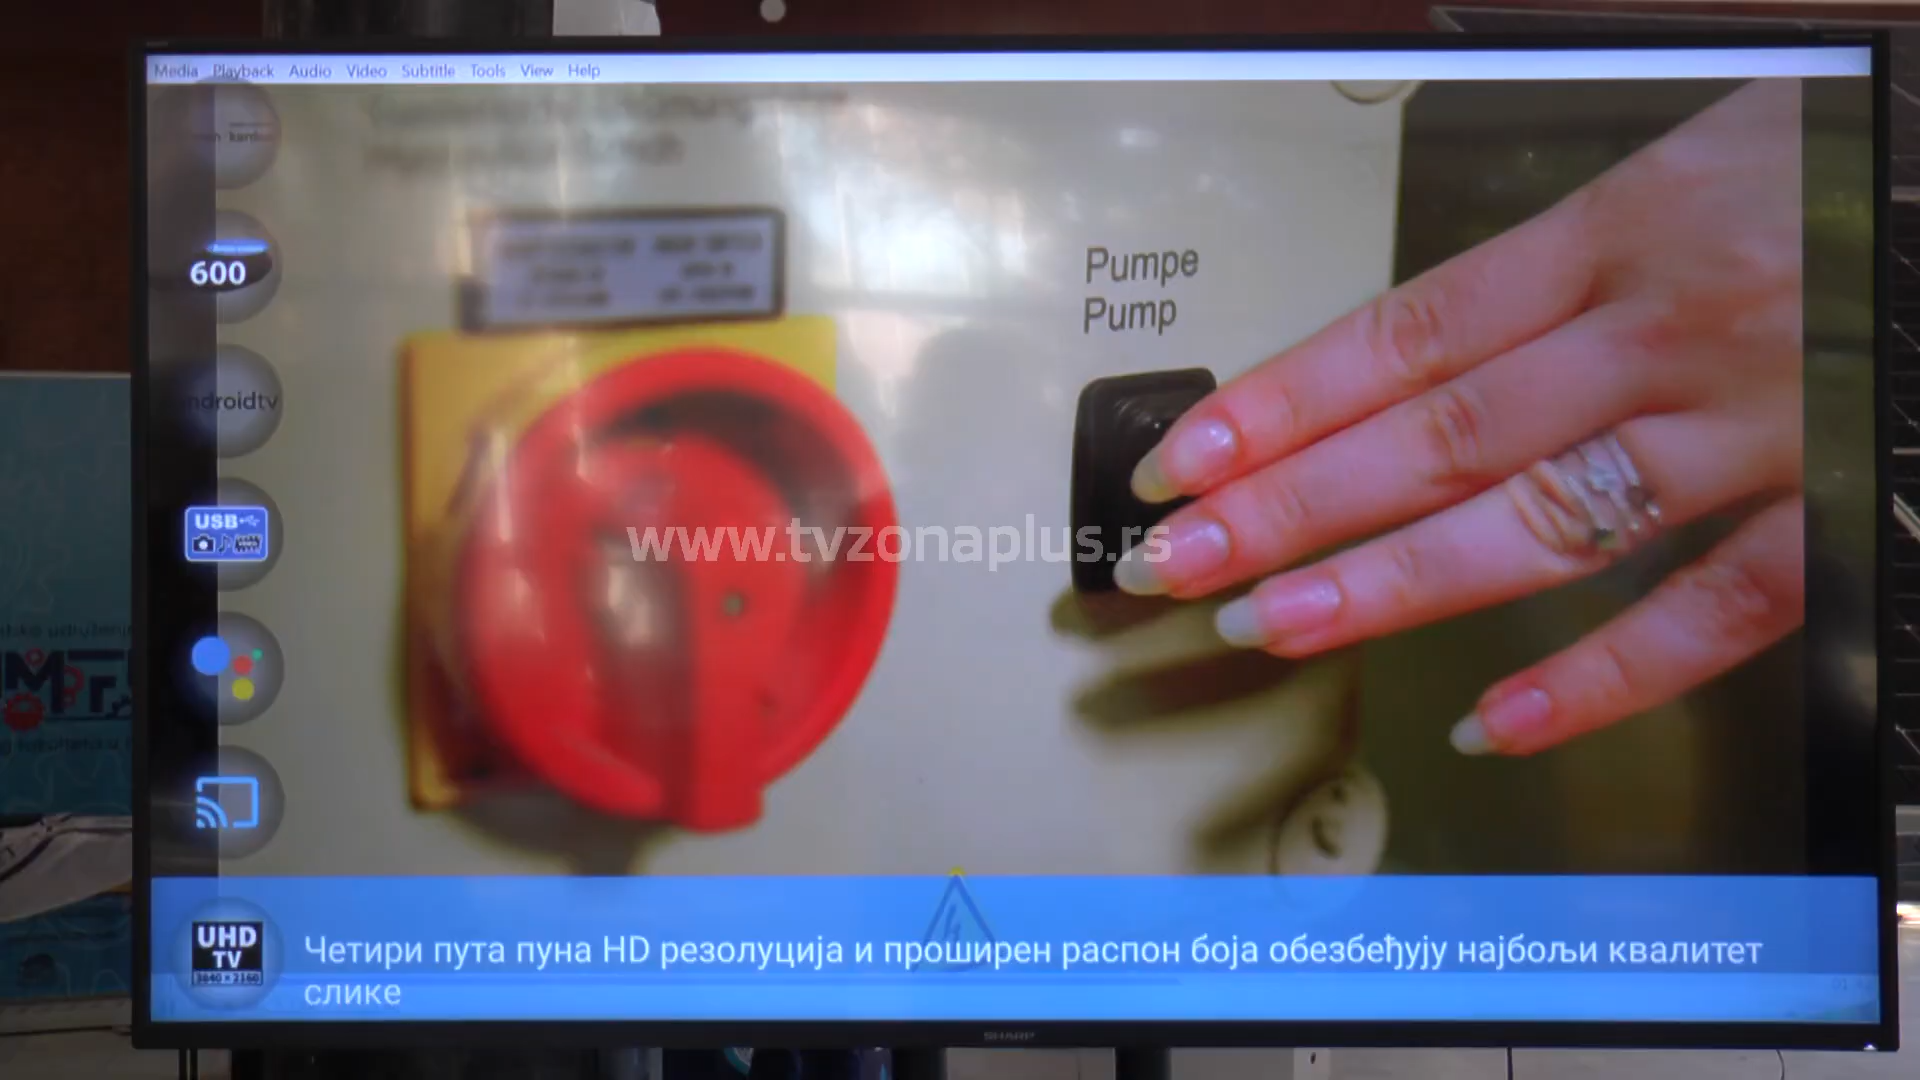 Media Playback Audio Video Subtitle Tools View Help
600
Pumpe
Pump
androidtv
USB
www.tvzonaplus.rs
UHD
TV
3840 × 2160
Четири пута пуна HD резолуција и проширен распон боја обезбеђују најбољи квалитет
слике
SHARP